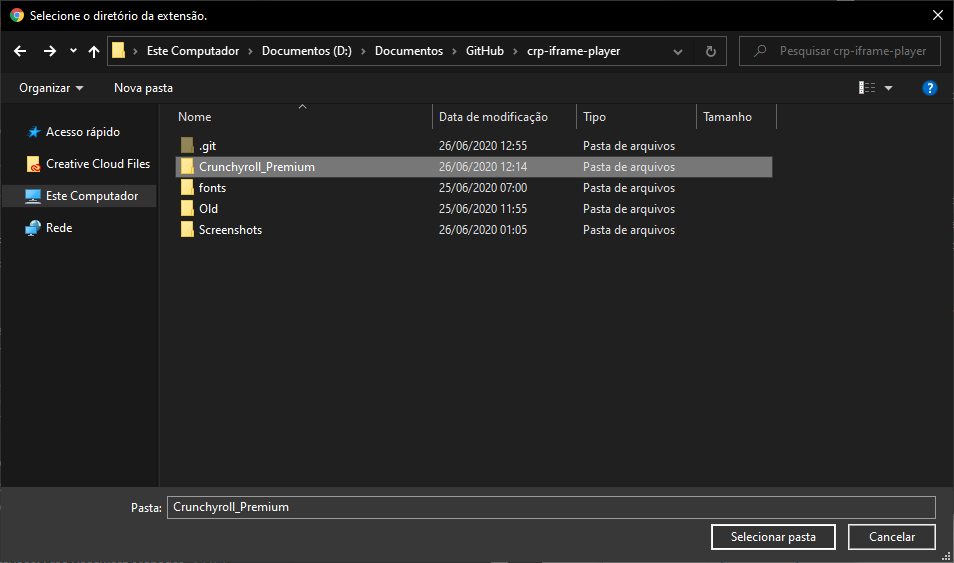 Selecione o diretório da extensão.
Este Computador > Documentos (D:) > Documentos > GitHub > crp-iframe-player
Pesquisar crp-iframe-player
Organizar Nova pasta
Acesso rápido
Creative Cloud Files
Este Computador
Rede
Nome Data de modificação Tipo Tamanho
.git 26/06/2020 12:55 Pasta de arquivos
Crunchyroll_Premium 26/06/2020 12:14 Pasta de arquivos
fonts 25/06/2020 07:00 Pasta de arquivos
Old 25/06/2020 11:55 Pasta de arquivos
Screenshots 26/06/2020 01:05 Pasta de arquivos
Pasta: Crunchyroll_Premium
Selecionar pasta Cancelar